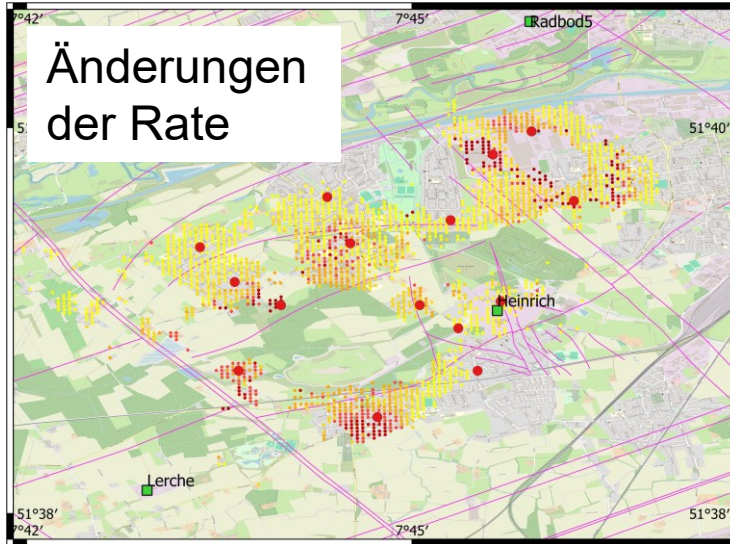 7°42′
7°45′
Radbod5
Änderungen
der Rate
51°40′
Heinrich
Lerche
51°38′
51°38′
7°42′
7°45′